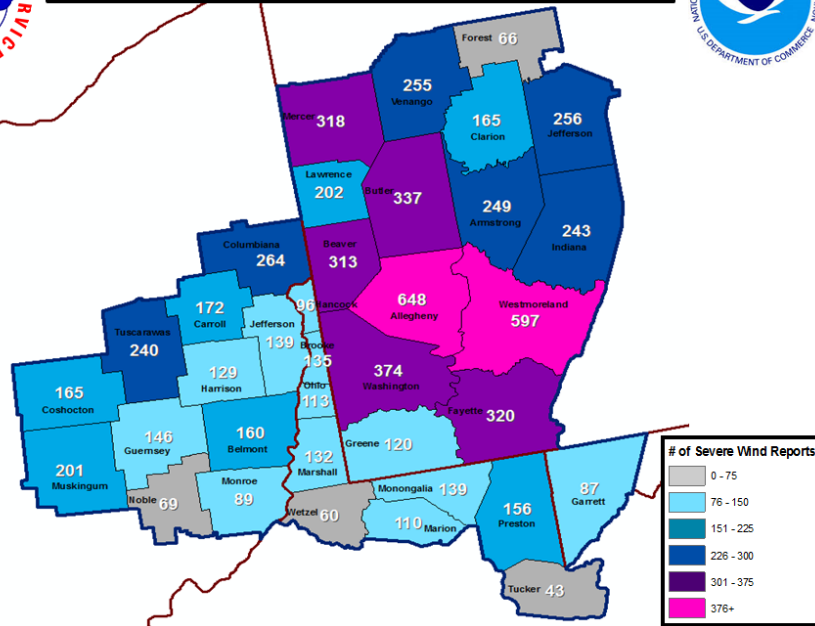 RVICE
NATIO
U.S. DEPARTMENT OF COMMERCE
Forest 66
255
Venango
Mercer 318
165
Clarion
256
Jefferson
Lawrence
202
Butler 337
249
Armstrong
243
Indiana
Columbiana
264
Beaver
313
172
Carroll
96 Hancock
648
Allegheny
Westmoreland
597
Tuscarawas
240
Jefferson
139
Brooke
135
129
Harrison
374
Washington
Ohio
113
165
Coshocton
Fayette 320
146
Guernsey
160
Belmont
Greene 120
132
Marshall
201
Muskingum
Monroe
89
Noble 69
Wetzel 60
Monongalia 139
110 Marion
156
Preston
87
Garrett
Tucker 43
# of Severe Wind Reports
0 - 75
76 - 150
151 - 225
226 - 300
301 - 375
376+